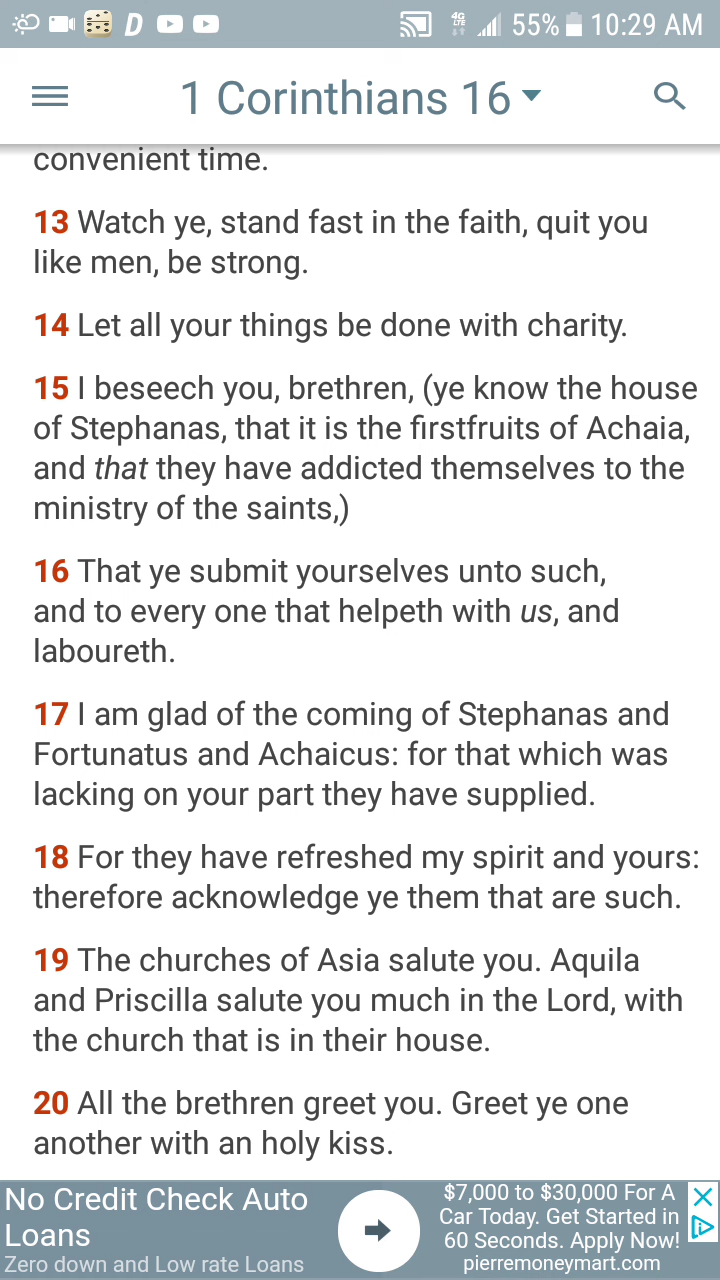 D 4G LTE 55% 10:29 AM
1 Corinthians 16
convenient time.
13 Watch ye, stand fast in the faith, quit you
like men, be strong.
14 Let all your things be done with charity.
15 I beseech you, brethren, (ye know the house
of Stephanas, that it is the firstfruits of Achaia,
and that they have addicted themselves to the
ministry of the saints,)
16 That ye submit yourselves unto such,
and to every one that helpeth with us, and
laboureth.
17 I am glad of the coming of Stephanas and
Fortunatus and Achaicus: for that which was
lacking on your part they have supplied.
18 For they have refreshed my spirit and yours:
therefore acknowledge ye them that are such.
19 The churches of Asia salute you. Aquila
and Priscilla salute you much in the Lord, with
the church that is in their house.
20 All the brethren greet you. Greet ye one
another with an holy kiss.
No Credit Check Auto
Loans
Zero down and Low rate Loans
$7,000 to $30,000 For A
Car Today. Get Started in
60 Seconds. Apply Now!
pierremoneymart.com